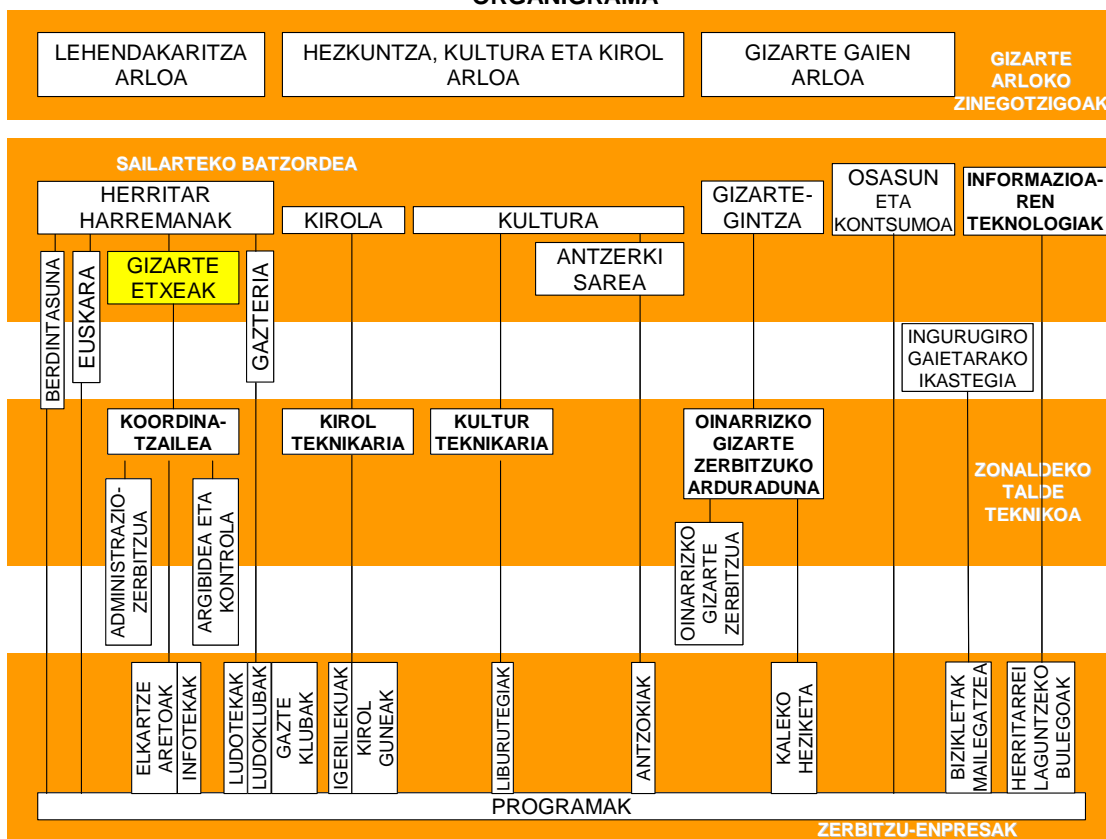 ORGANIGRAMA
LEHENDAKARITZA
ARLOA
HEZKUNTZA, KULTURA ETA KIROL
ARLOA
GIZARTE GAIEN
ARLOA
GIZARTE
ARLOKO
ZINEGOTZIGOAK
SAILARTEKO BATZORDEA
HERRITAR
HARREMANAK
KIROLA
KULTURA
GIZARTE-
GINTZA
OSASUN
ETA
KONTSUMOA
INFORMAZIOA-
REN
TEKNOLOGIAK
BERDINTASUNA
EUSKARA
GIZARTE
ETXEAK
GAZTERIA
ANTZERKI
SAREA
INGURUGIRO
GAIETARAKO
IKASTEGIA
KOORDINA-
TZAILEA
KIROL
TEKNIKARIA
KULTUR
TEKNIKARIA
OINARRIZKO
GIZARTE
ZERBITZUKO
ARDURADUNA
ZONALDEKO
TALDE
TEKNIKOA
ADMINISTRAZIO-
ZERBITZUA
ARGIBIDEA ETA
KONTROLA
OINARRIZKO
GIZARTE
ZERBITZUA
ELKARTZE
ARETOAK
INFOTEKAK
LUDOTEKAK
LUDOKLUBAK
GAZTE
KLUBAK
IGERILEKUAK
KIROL
GUNEAK
LIBURUTEGIAK
ANTZOKIAK
KALEKO
HEZIKETA
BIZIKLETAK
MAILEGATZEA
HERRITARREI
LAGUNTZEKO
BULEGOAK
PROGRAMAK
ZERBITZU-ENPRESAK